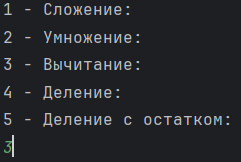 1 - Сложение:
2 - Умножение:
3 - Вычитание:
4 - Деление:
5 - Деление с остатком:
3